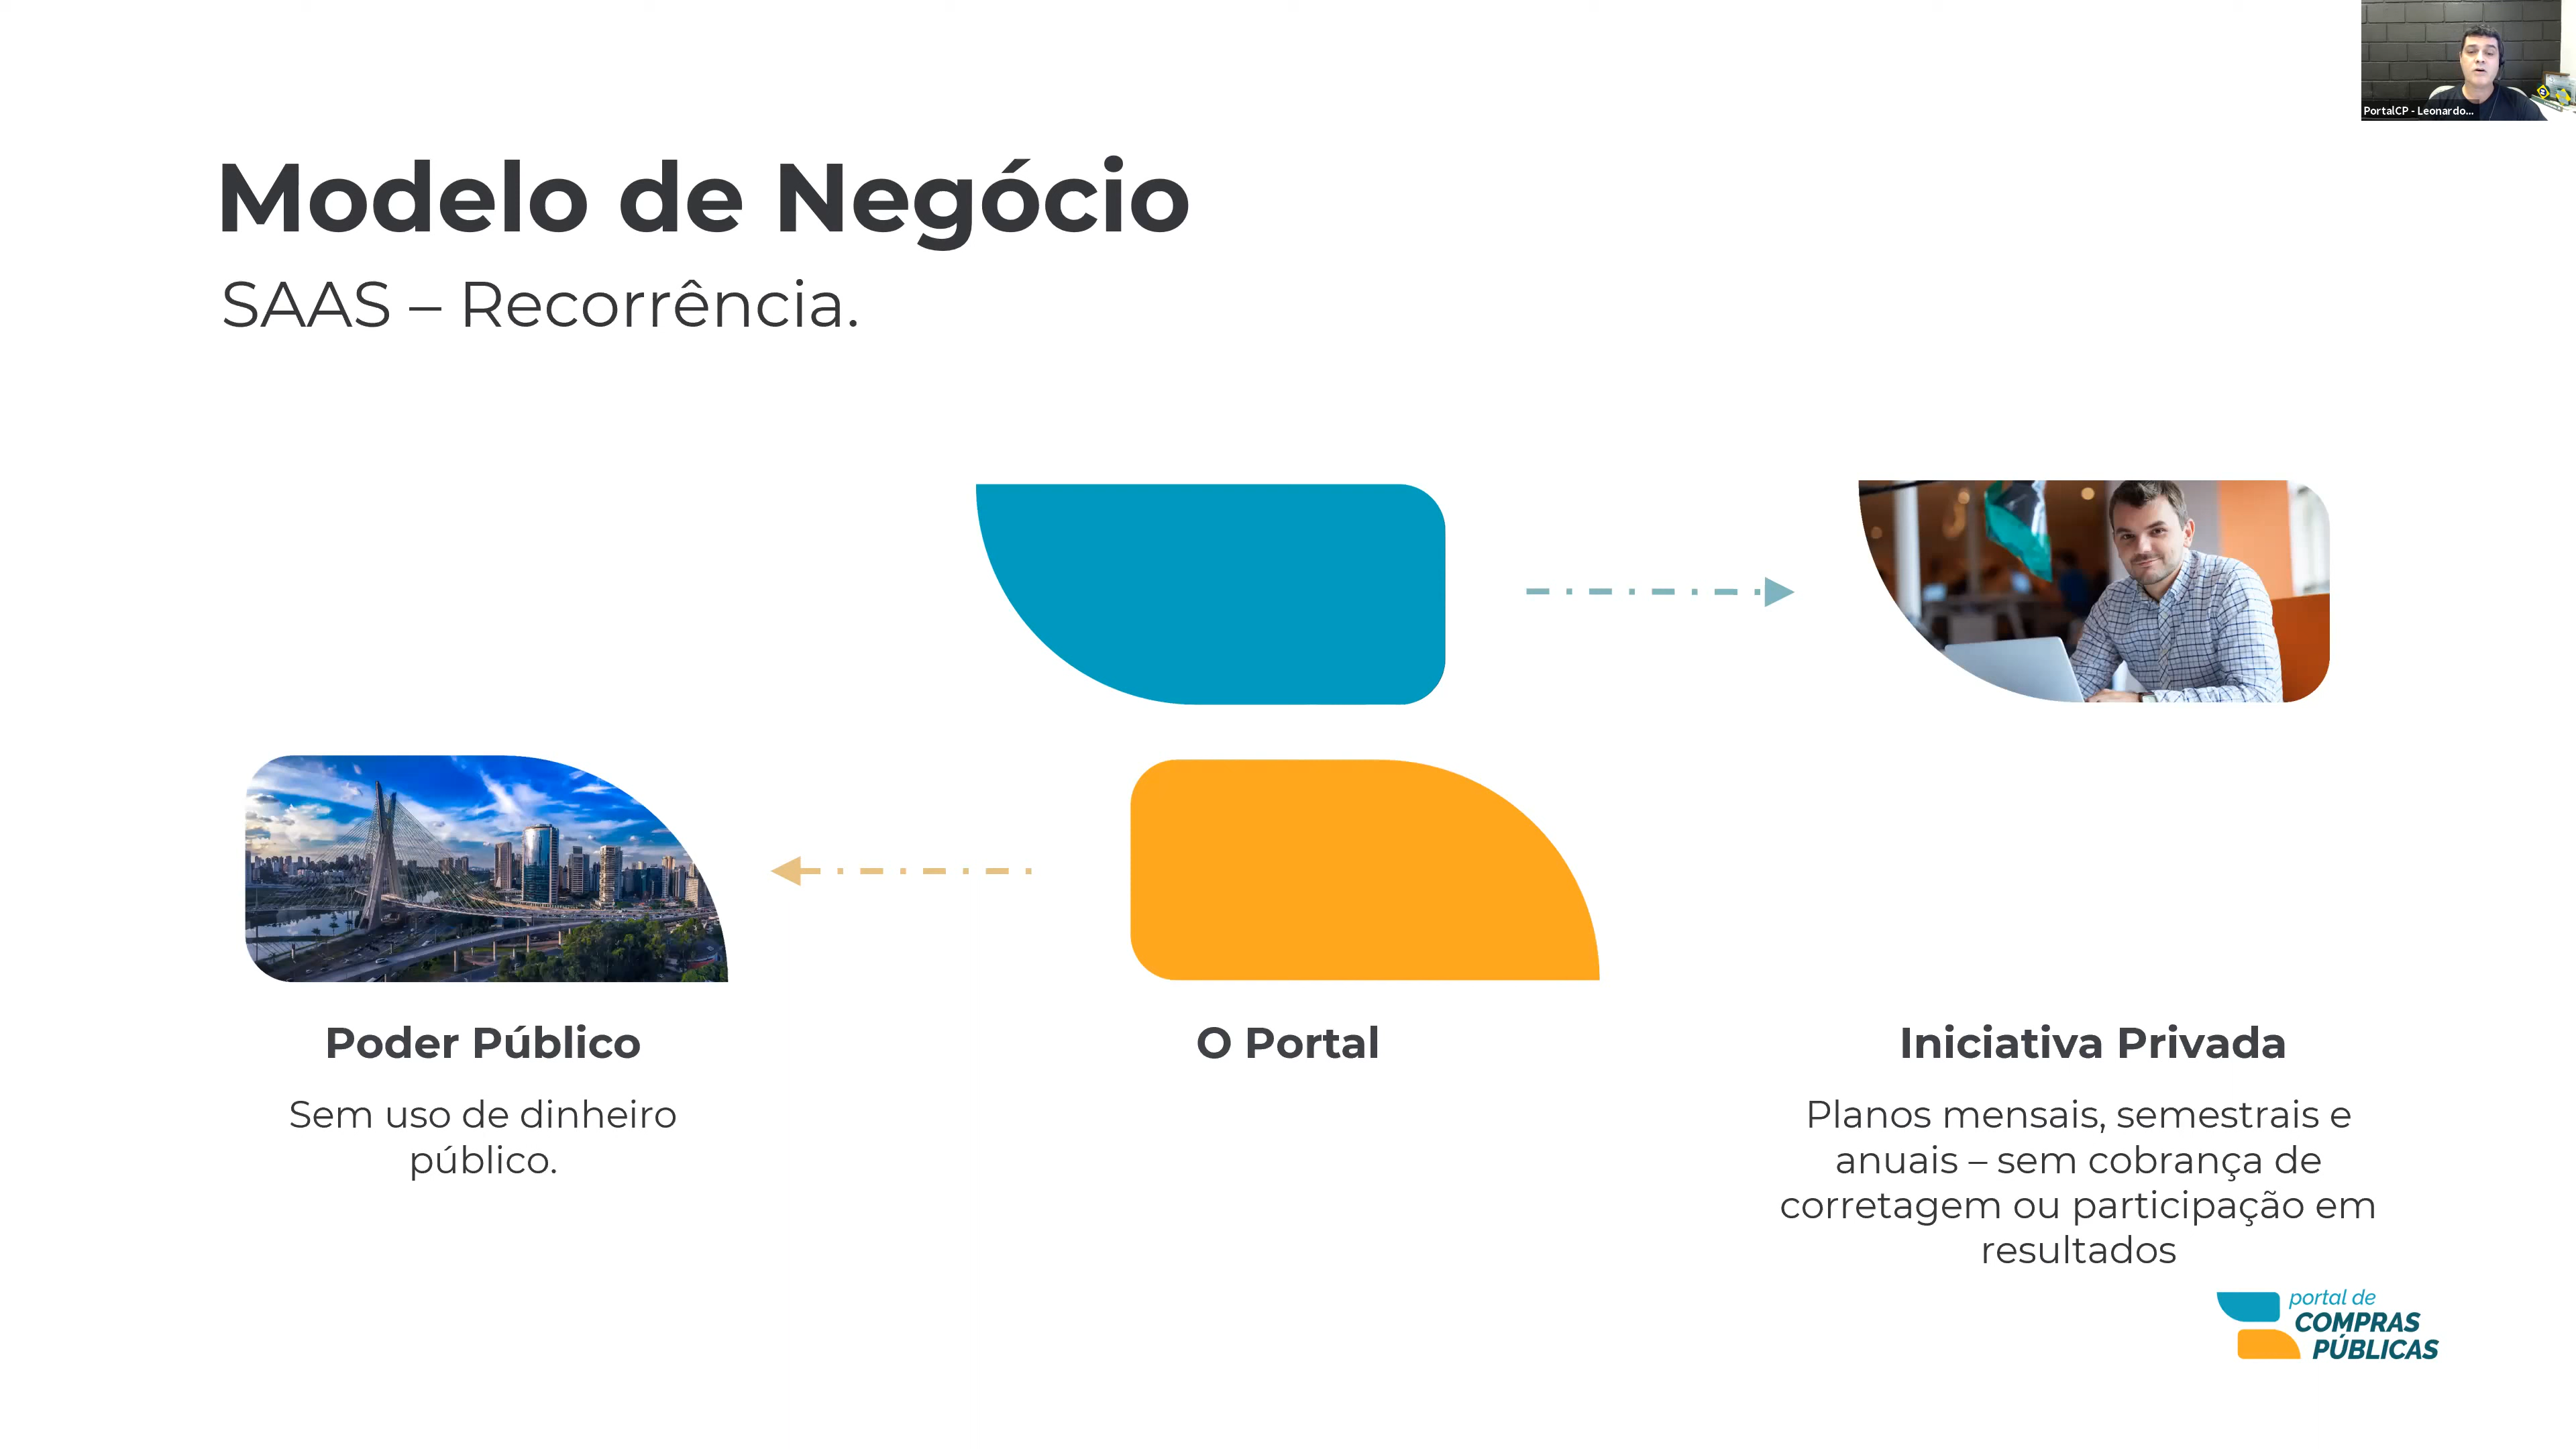 PortalCP - Leonardo...
Modelo de Negócio
SAAS – Recorrência.
Poder Público
Sem uso de dinheiro
público.
O Portal
Iniciativa Privada
Planos mensais, semestrais e
anuais – sem cobrança de
corretagem ou participação em
resultados
portal de
COMPRAS
PÚBLICAS